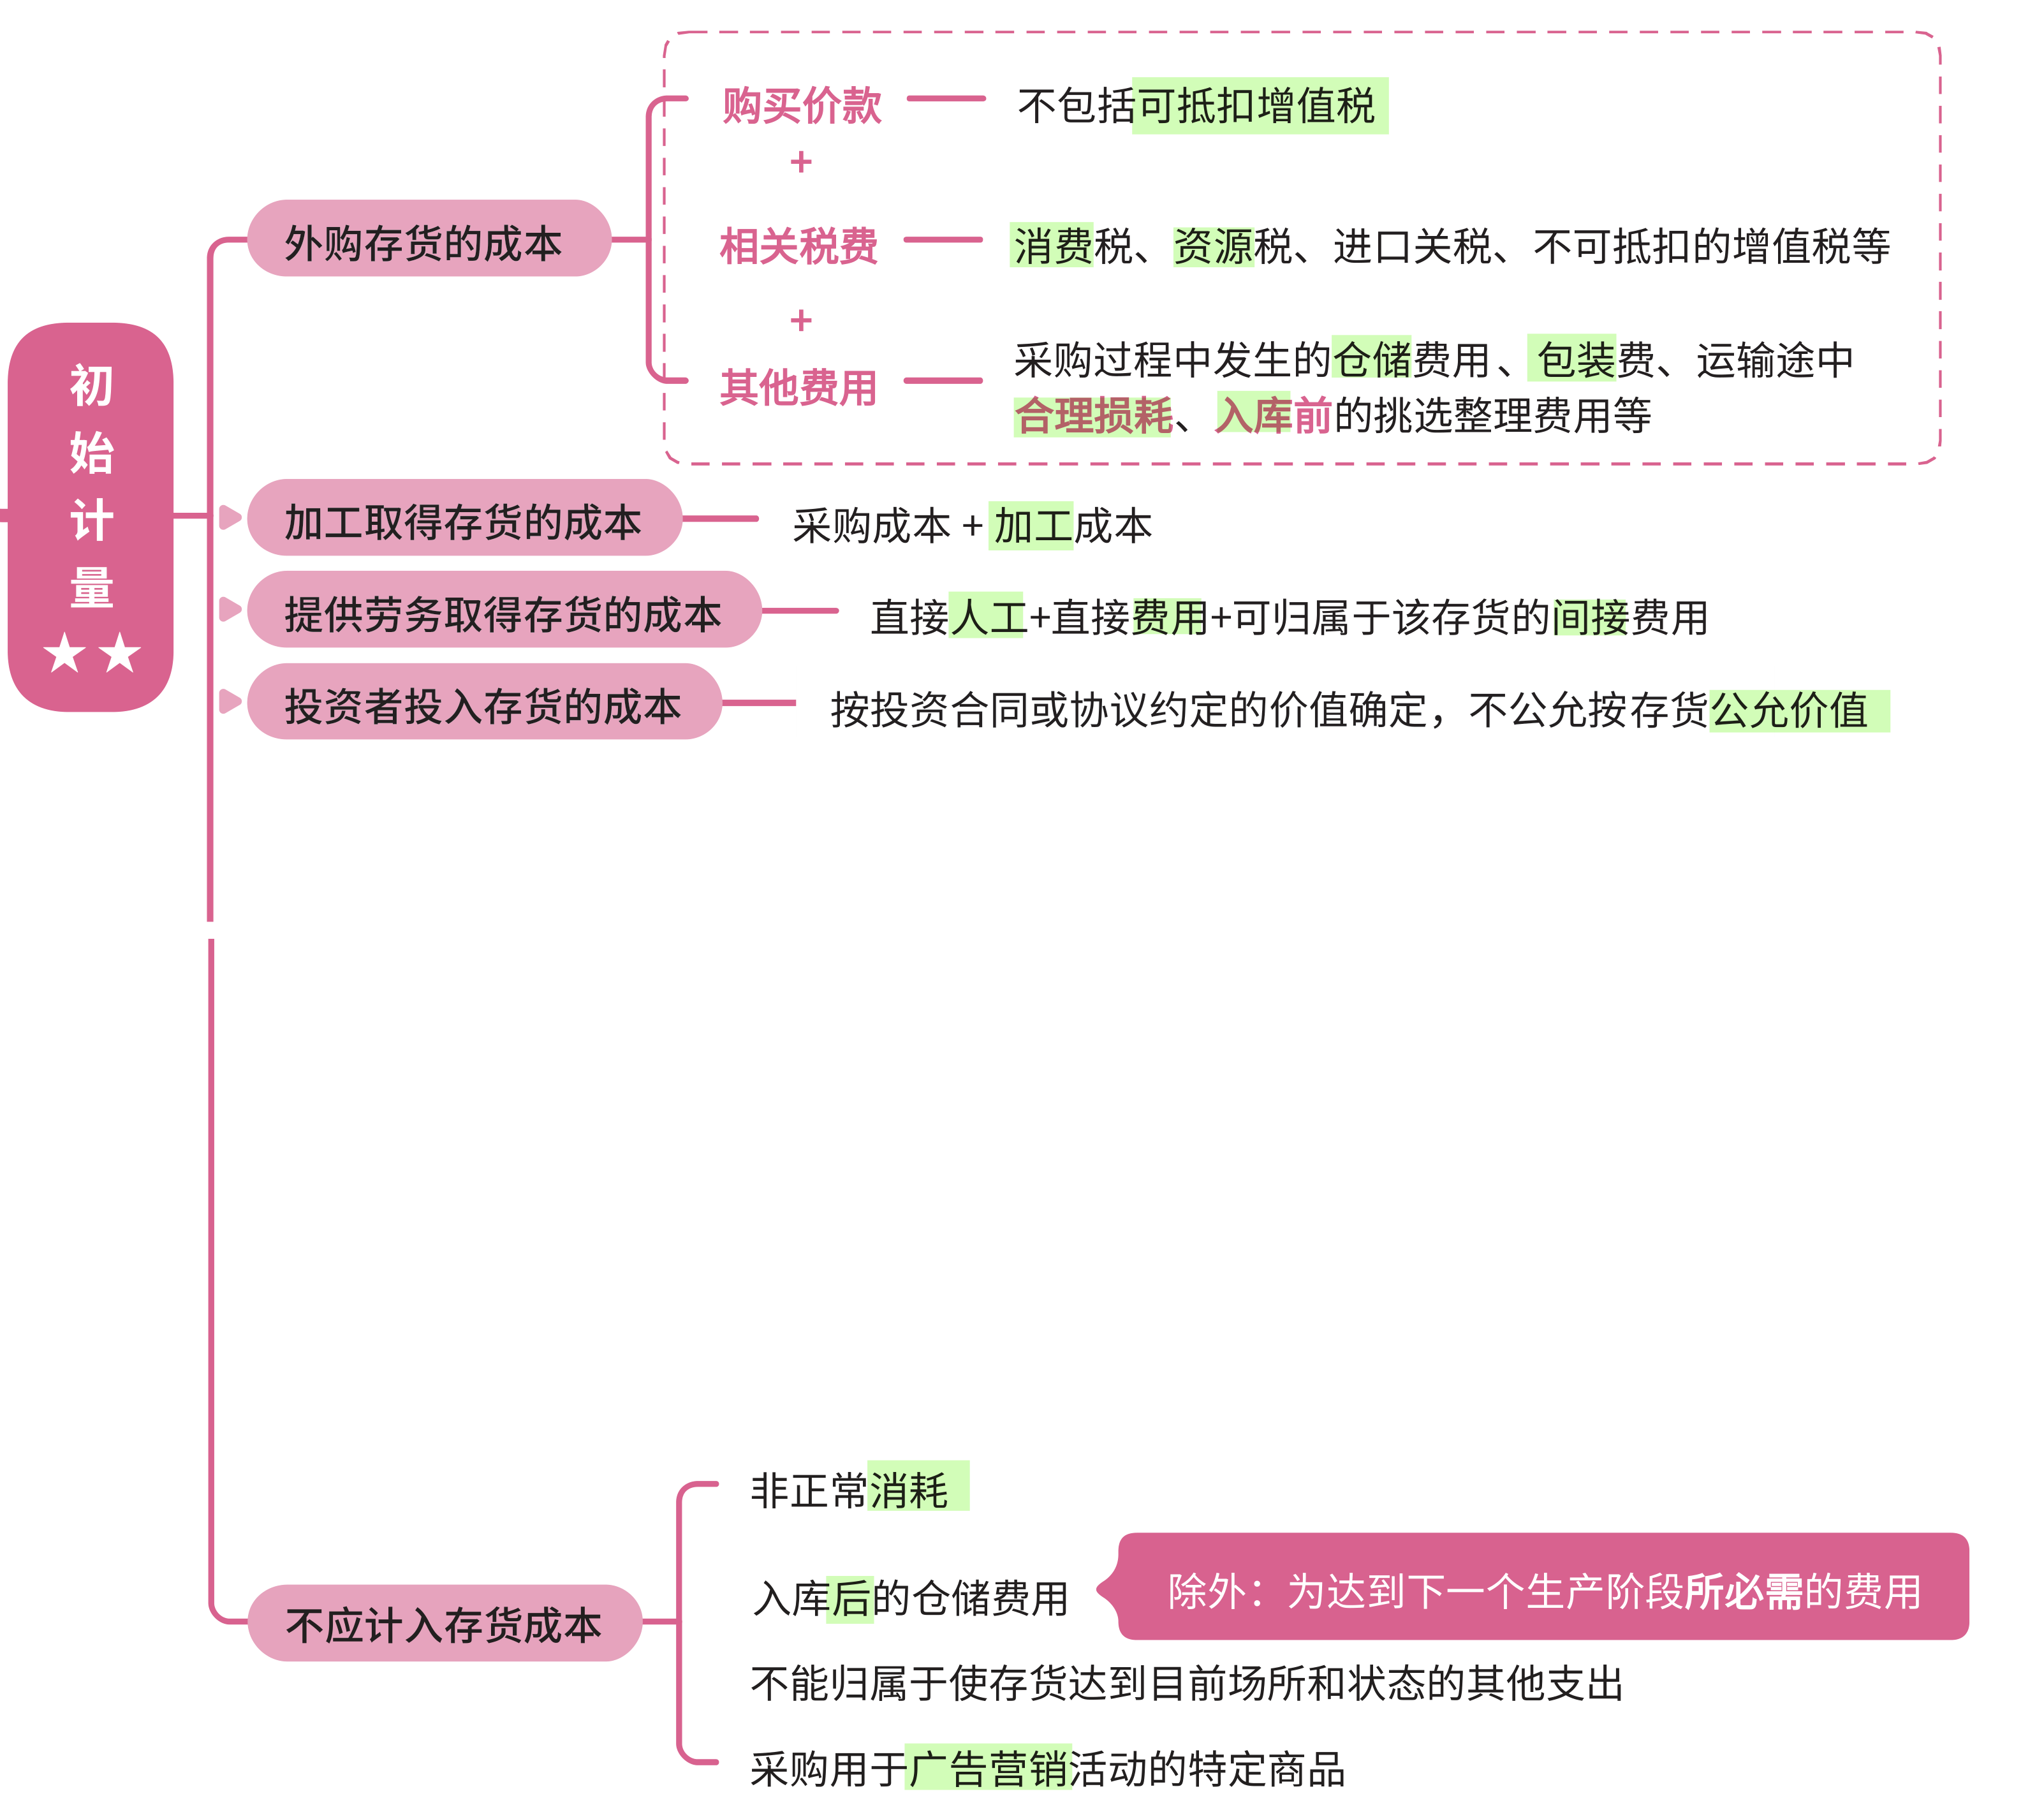 初
始
计
量
★★
外购存货的成本
购买价款
不包括可抵扣增值税
+
相关税费
消费税、资源税、进口关税、不可抵扣的增值税等
+
其他费用
采购过程中发生的仓储费用、包装费、运输途中
合理损耗、入库前的挑选整理费用等
加工取得存货的成本
采购成本 + 加工成本
提供劳务取得存货的成本
直接人工+直接费用+可归属于该存货的间接费用
投资者投入存货的成本
按投资合同或协议约定的价值确定，不公允按存货公允价值
不应计入存货成本
非正常消耗
入库后的仓储费用
除外：为达到下一个生产阶段所必需的费用
不能归属于使存货达到目前场所和状态的其他支出
采购用于广告营销活动的特定商品